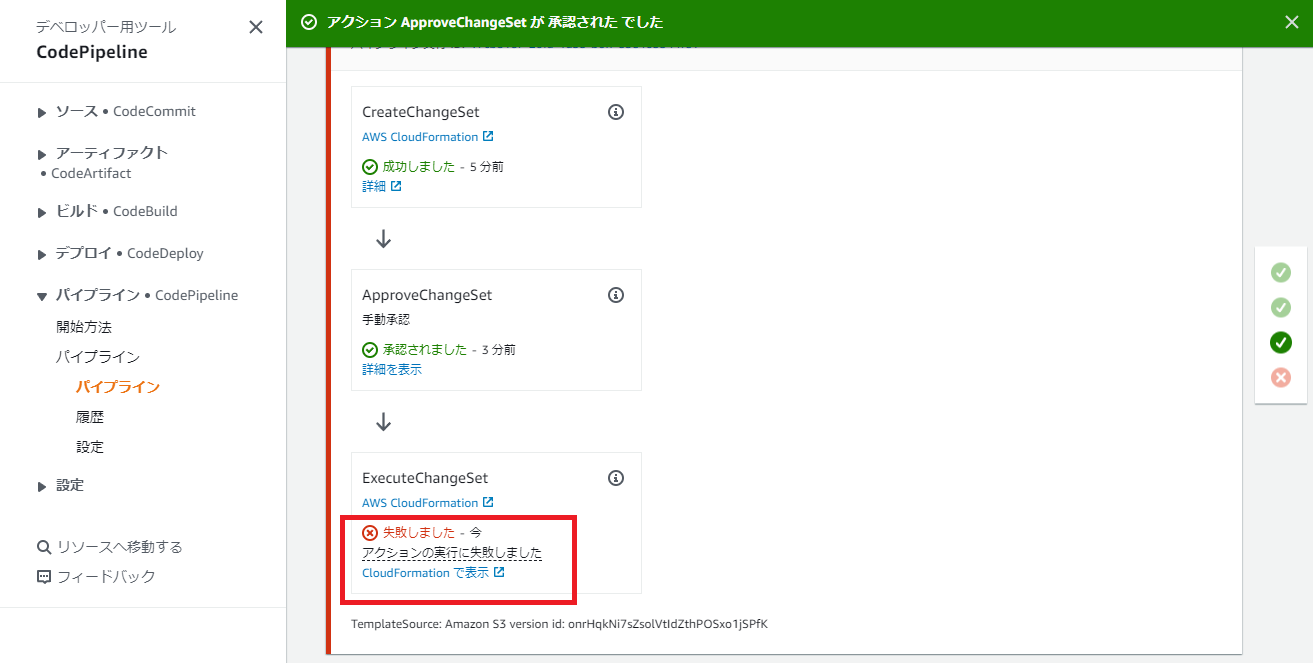 デベロッパー用ツール
CodePipeline
ソース • CodeCommit
アーティファクト
• CodeArtifact
ビルド • CodeBuild
デプロイ • CodeDeploy
パイプライン • CodePipeline
開始方法
パイプライン
パイプライン
履歴
設定
設定
リソースへ移動する
フィードバック
アクション ApproveChangeSet が 承認された でした
CreateChangeSet
AWS CloudFormation
成功しました - 5 分前
詳細
ApproveChangeSet
手動承認
承認されました - 3 分前
詳細を表示
ExecuteChangeSet
AWS CloudFormation
失敗しました - 今
アクションの実行に失敗しました
CloudFormation で表示
TemplateSource: Amazon S3 version id: onrHqkNi7sZsolVtIdZthPOSxo1jSPfK